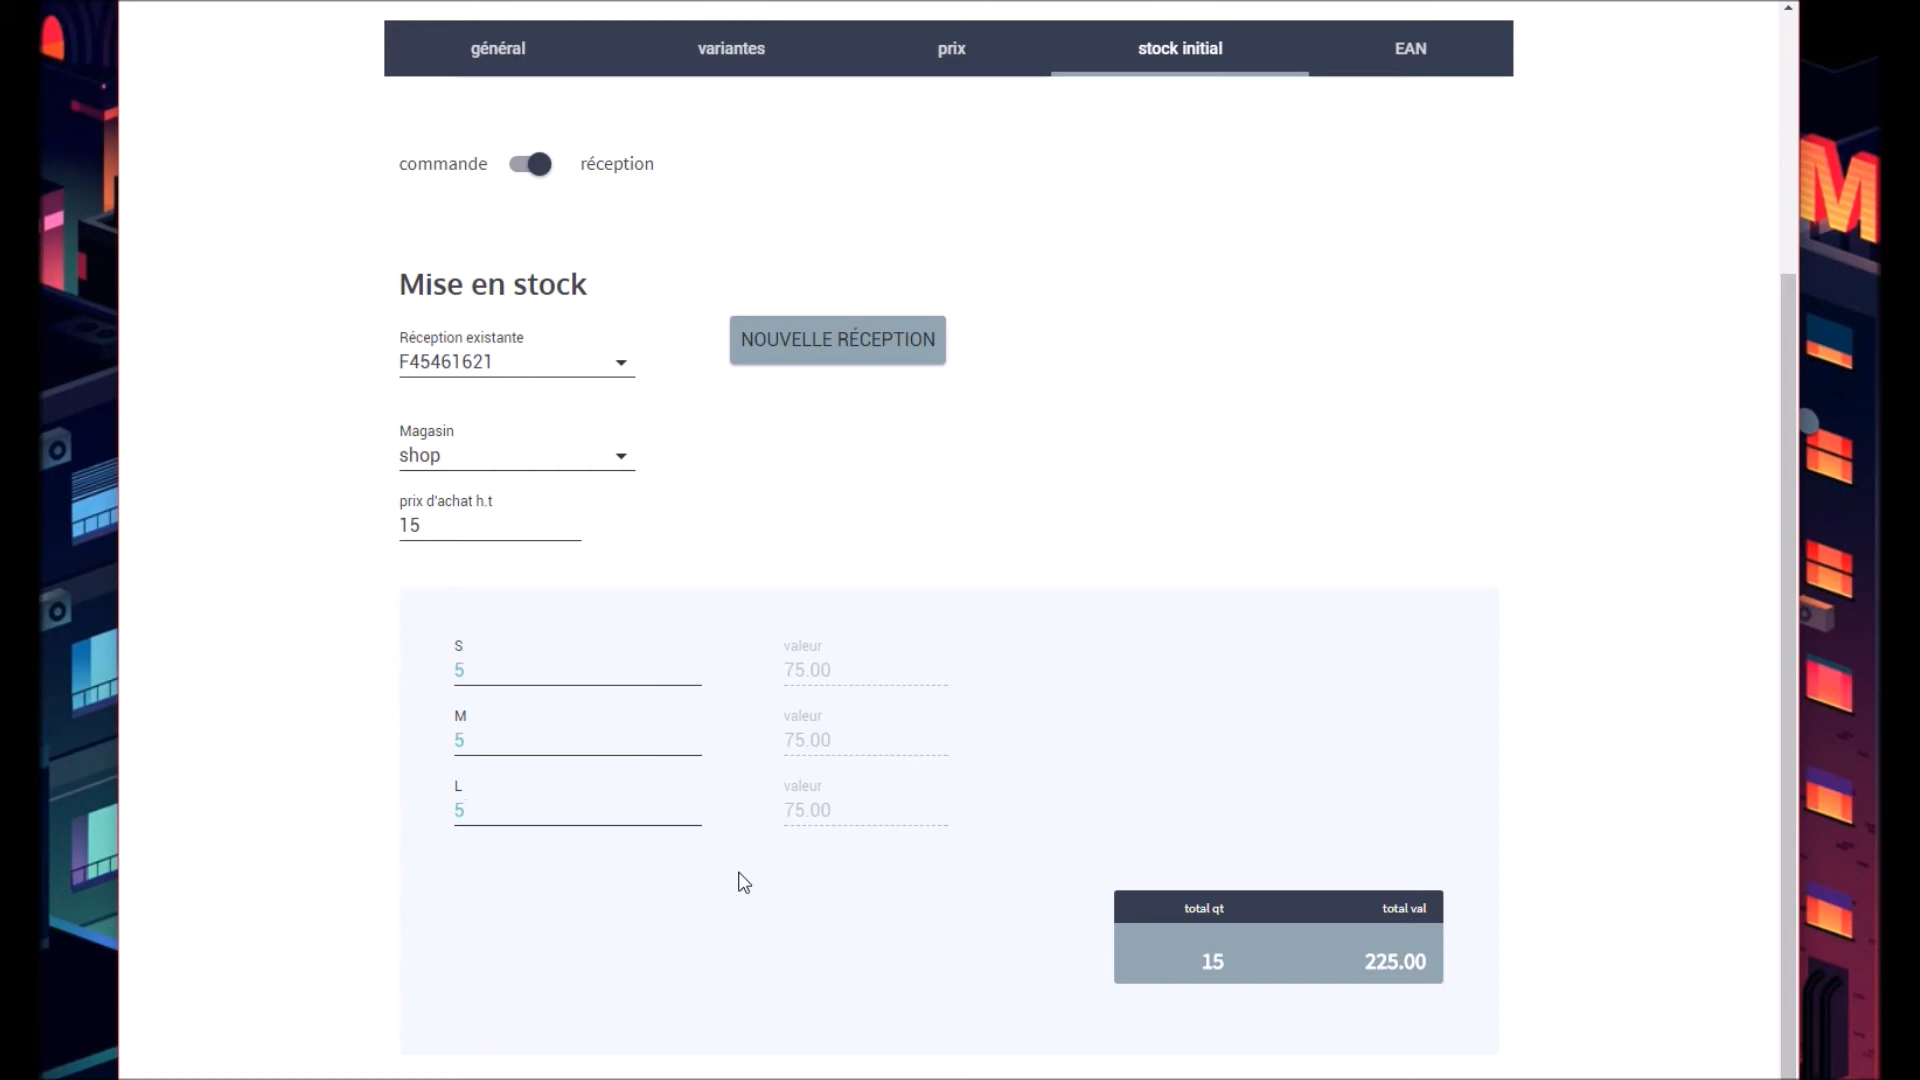 général variantes prix stock initial EAN
commande réception
Mise en stock
Réception existante
F45461621
NOUVELLE RÉCEPTION
Magasin
shop
prix d'achat h.t
15
S valeur
5 75.00
M valeur
5 75.00
L valeur
5 75.00
total qt total val
15 225.00
M